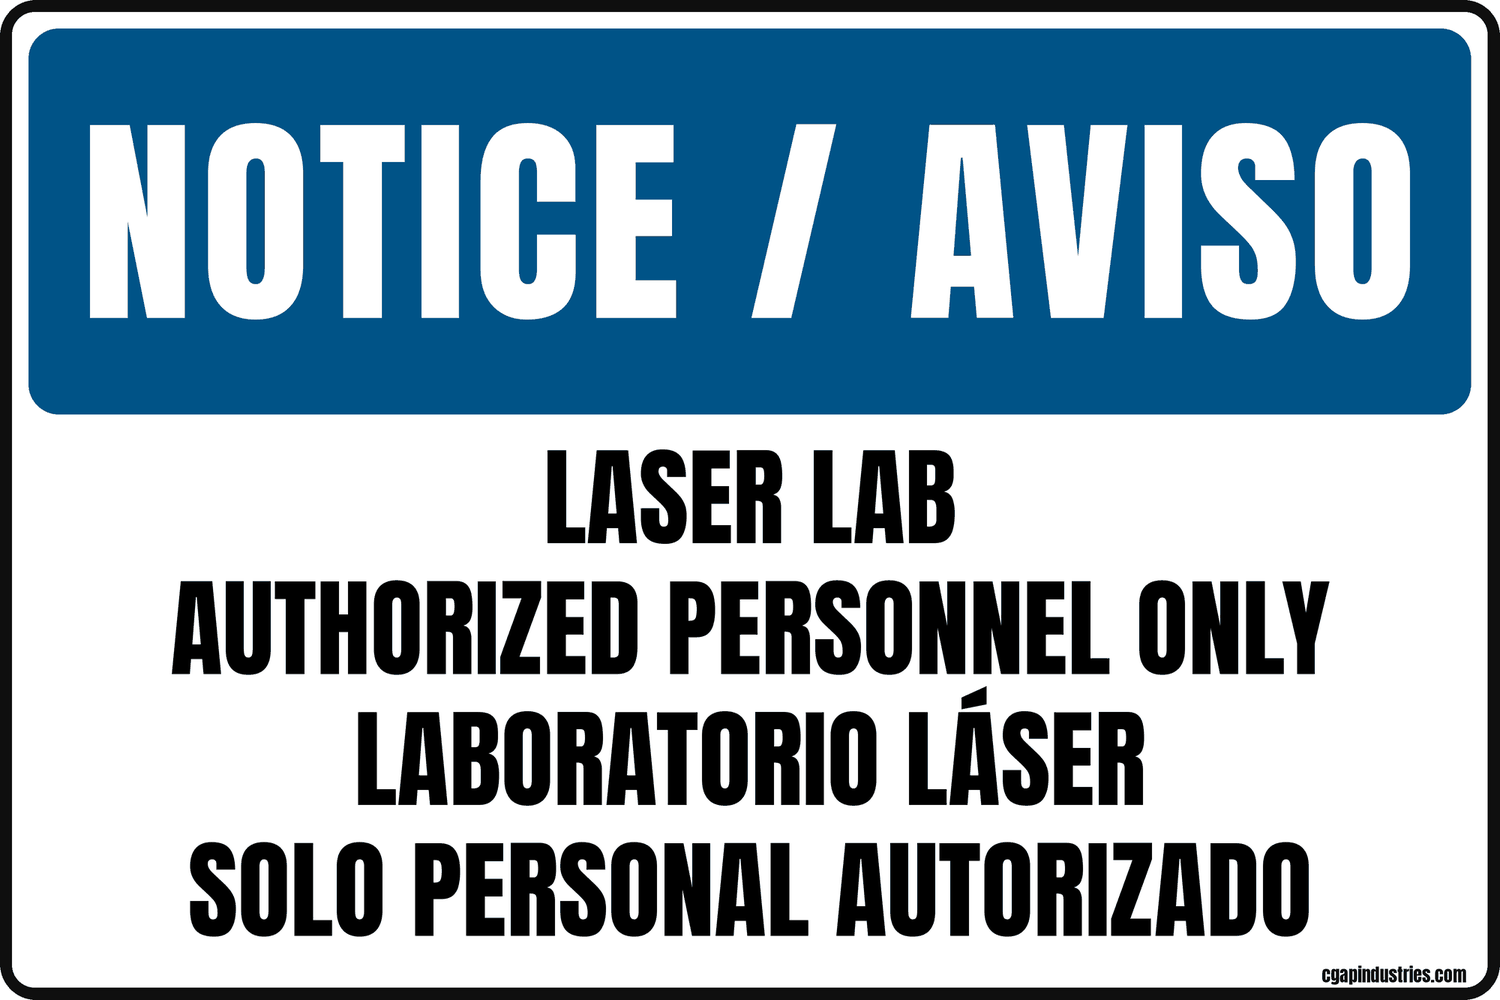 NOTICE / AVISO
LASER LAB
AUTHORIZED PERSONNEL ONLY
LABORATORIO LÁSER
SOLO PERSONAL AUTORIZADO
cgapindustries.com